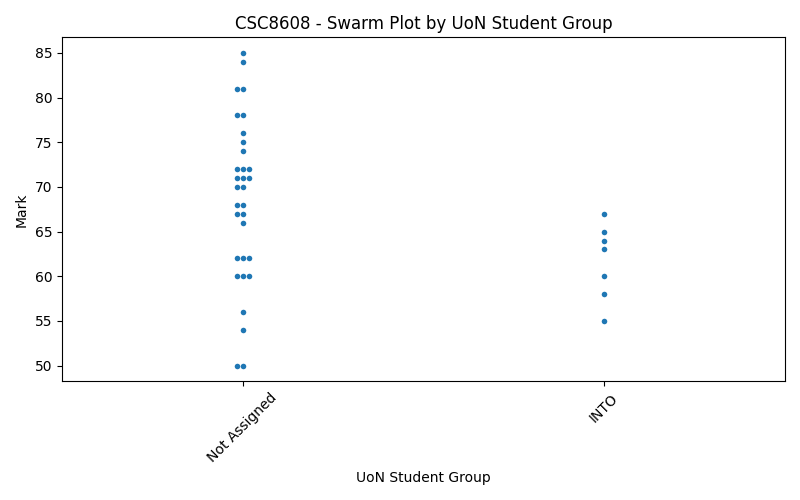 CSC8608 - Swarm Plot by UoN Student Group
Mark
85
80
75
70
65
60
55
50
Not Assigned
INTO
UoN Student Group